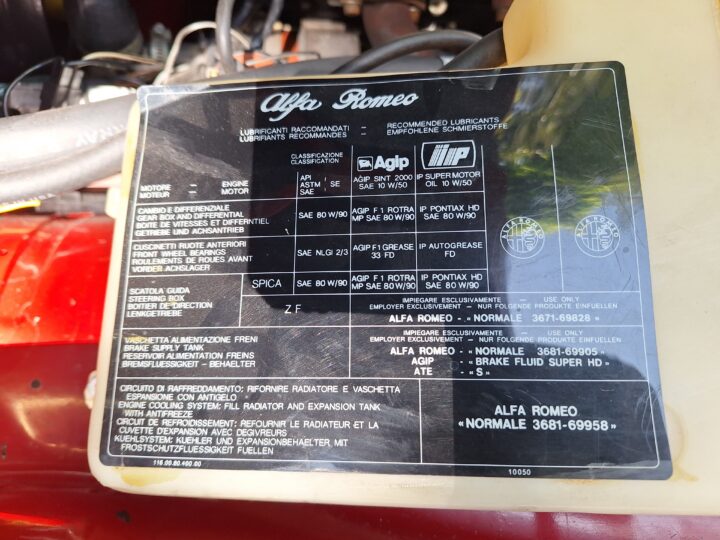 Alfa Romeo
LUBRIFICANTI RACCOMANDATI – RECOMMENDED LUBRICANTS
LUBRIFIANTS RECOMMANDES – EMPFOHLENE SCHMIERSTOFFE
CLASSIFICAZIONE
CLASSIFICATION
Agip
IP
MOTORE – ENGINE
MOTEUR – MOTOR
API
ASTM SE
SAE
AGIP SINT 2000
SAE 10 W/50
IP SUPER MOTOR
OIL 10 W/50
CAMBIO E DIFFERENZIALE
GEAR BOX AND DIFFERENTIAL
BOITE DE VITESSES ET DIFFERENTIEL
GETRIEBE UND ACHSANTRIEB
SAE 80 W/90
AGIP F 1 ROTRA
MP SAE 80 W/90
IP PONTIAX HD
SAE 80 W/90
CUSCINETTI RUOTE ANTERIORI
FRONT WHEEL BEARINGS
ROULEMENTS DE ROUES AVANT
VORDER ACHSLAGER
SAE NLGI 2/3
AGIP F1 GREASE
33 FD
IP AUTOGREASE
FD
ALFA ROMEO
ALFA ROMEO
SCATOLA GUIDA
STEERING BOX
BOITIER DE DIRECTION
LENKGETRIEBE
SPICA
SAE 80 W/90
AGIP F 1 ROTRA
MP SAE 80 W/90
IP PONTIAX HD
SAE 80 W/90
Z F
IMPIEGARE ESCLUSIVAMENTE – USE ONLY
EMPLOYER EXCLUSIVEMENT – NUR FOLGENDE PRODUKTE EINFUELLEN
ALFA ROMEO - «NORMALE 3671-69828»
VASCHETTA ALIMENTAZIONE FRENI
BRAKE SUPPLY TANK
RESERVOIR ALIMENTATION FREINS
BREMSFLUESSIGKEIT - BEHAELTER
IMPIEGARE ESCLUSIVAMENTE – USE ONLY
EMPLOYER EXCLUSIVEMENT – NUR FOLGENDE PRODUKTE EINFUELLEN
ALFA ROMEO - «NORMALE 3681-69905»
AGIP - «BRAKE FLUID SUPER HD»
ATE - «S»
CIRCUITO DI RAFFREDDAMENTO: RIFORNIRE RADIATORE E VASCHETTA
ESPANSIONE CON ANTIGELO
ENGINE COOLING SYSTEM: FILL RADIATOR AND EXPANSION TANK
WITH ANTIFREEZE
CIRCUIT DE REFROIDISSEMENT: REFOURNIR LE RADIATEUR ET LA
CUVETTE D'EXPANSION AVEC DEGIVREURS
KUEHLSYSTEM: KUEHLER UND EXPANSIONBEHAELTER, MIT
FROSTSCHUTZFLUESSIGKEIT FUELLEN
ALFA ROMEO
«NORMALE 3681-69958»
116.00.80.460.00
10050